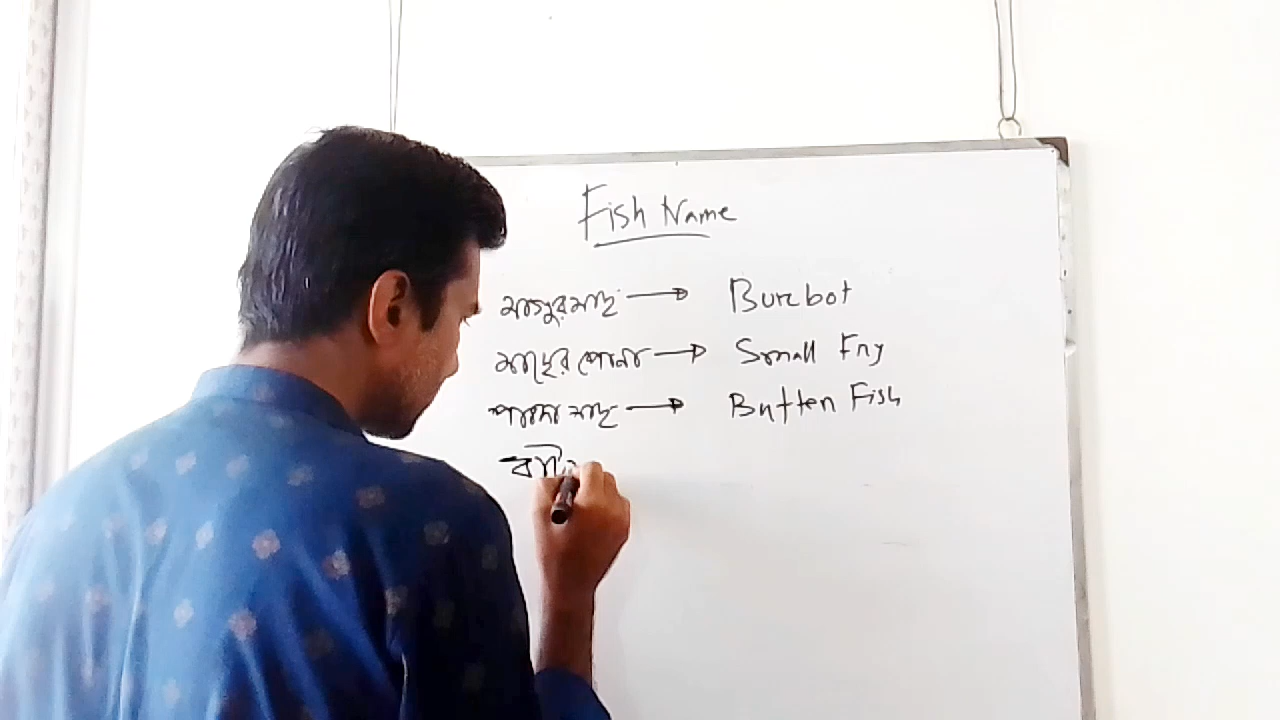 Fish Name
মাগুর মাছ → Burbot
মাছের পোনা → Small Fry
পাবদা মাছ → Butter Fish